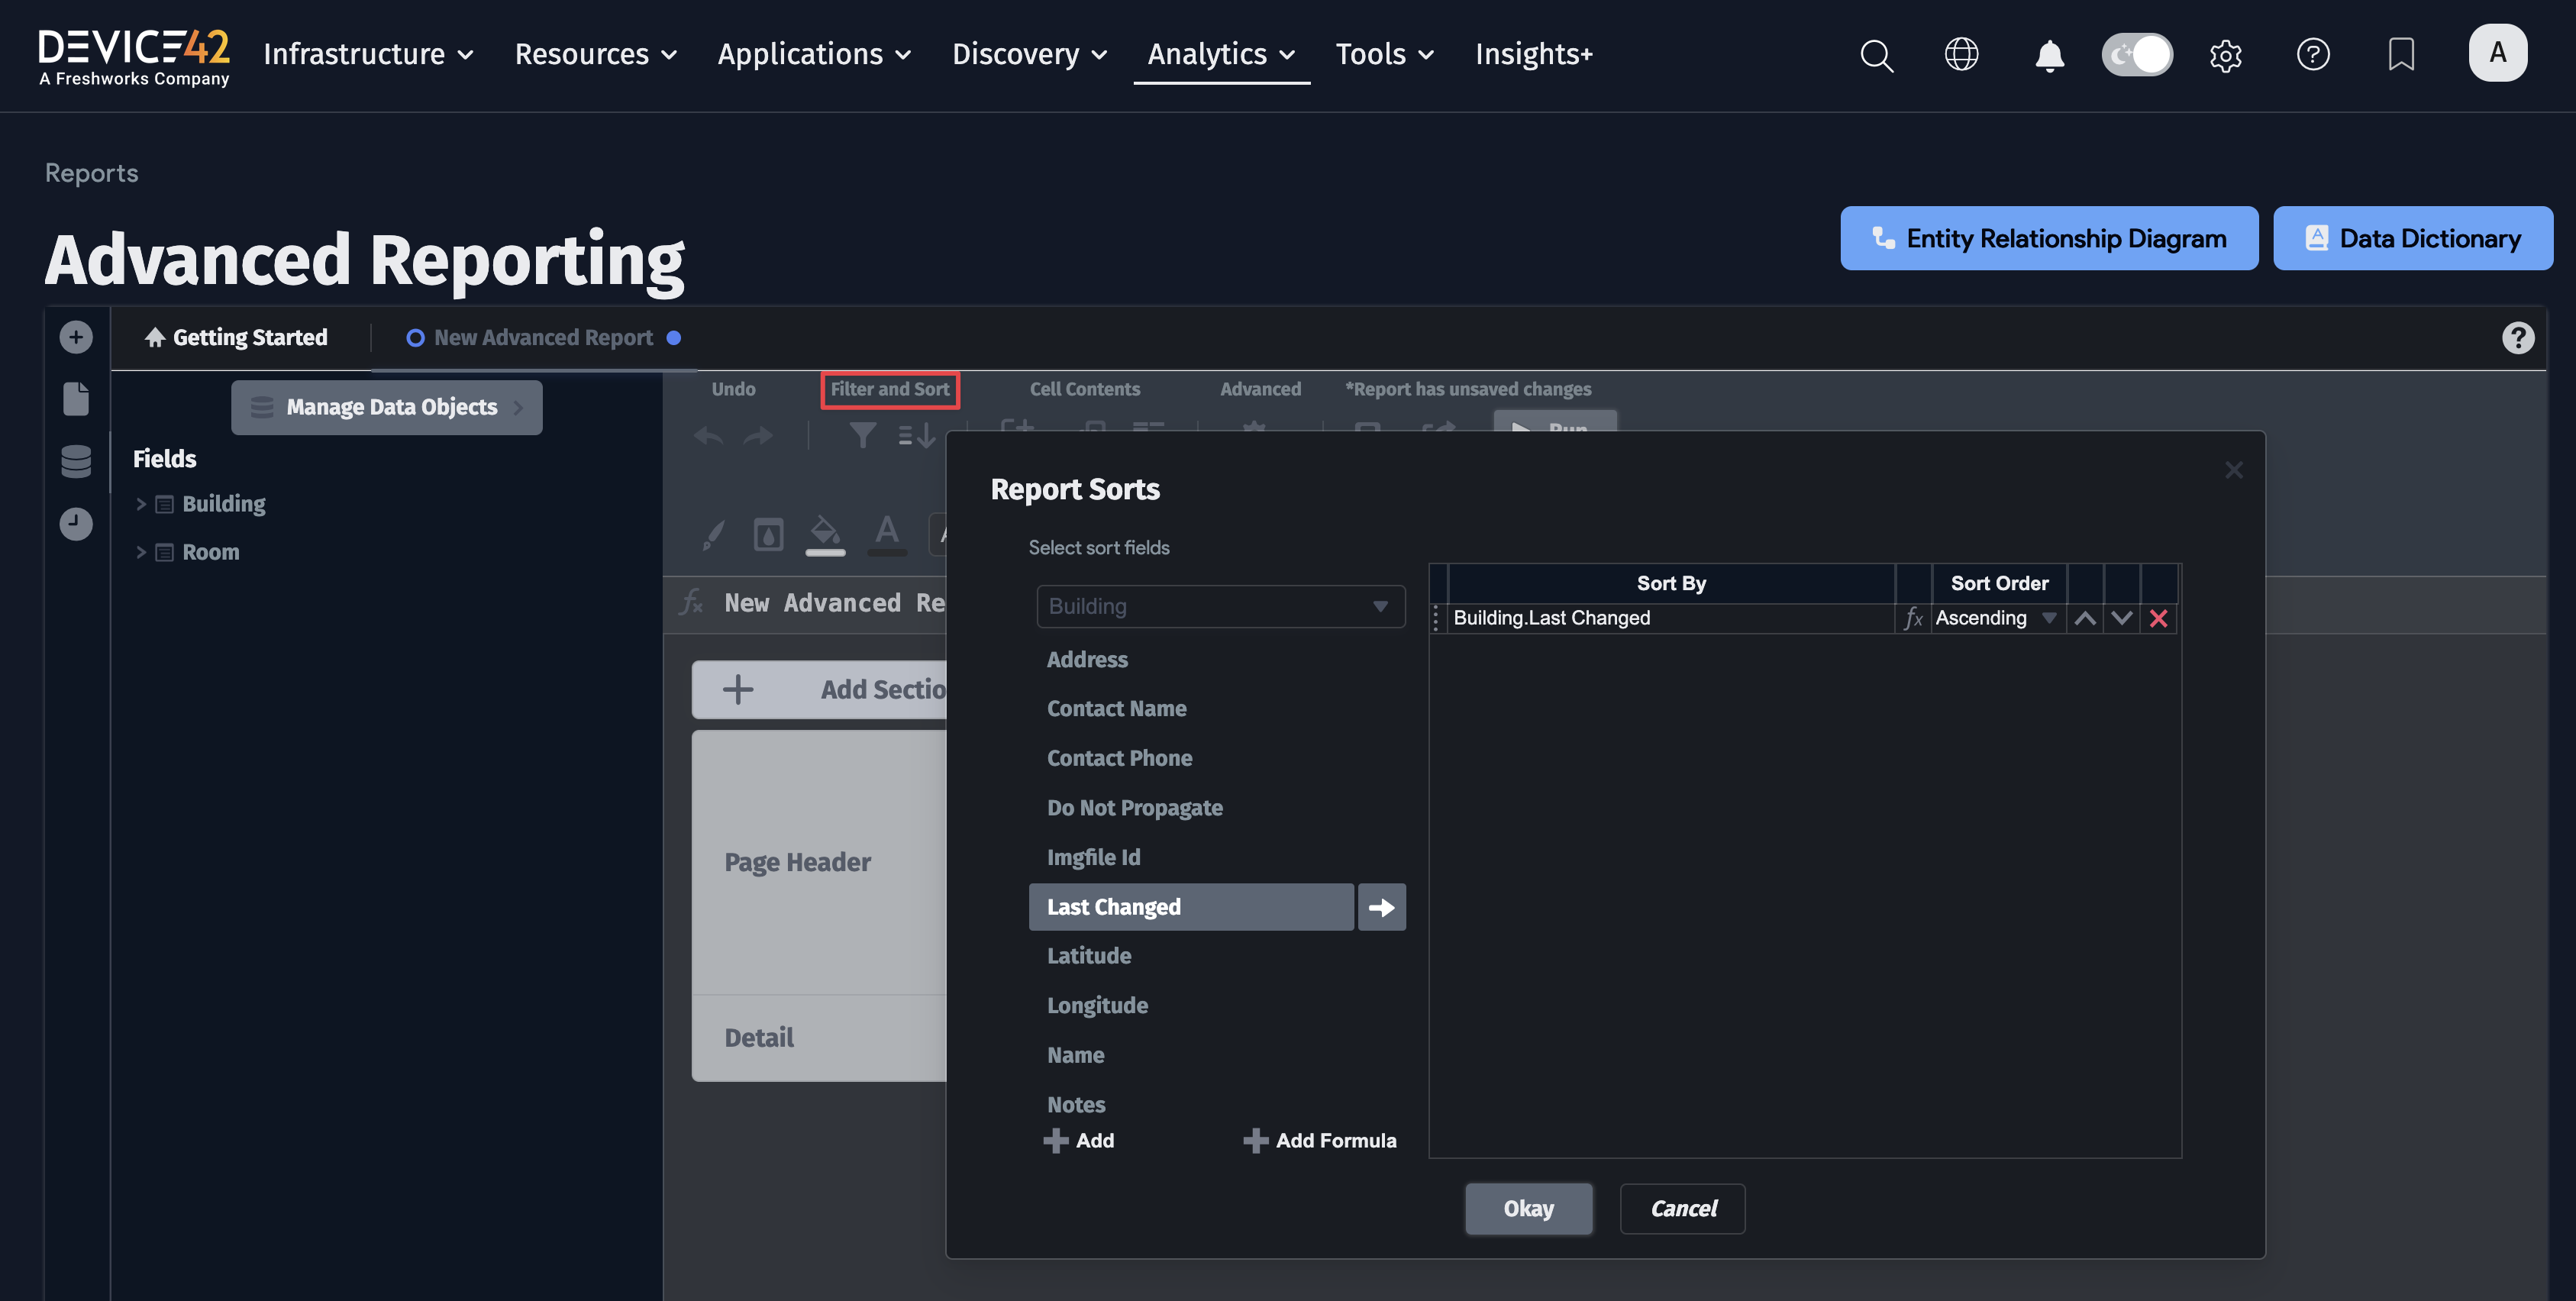 DEVICE42
A Freshworks Company
Infrastructure
Resources
Applications
Discovery
Analytics
Tools
Insights+
A
Reports
Advanced Reporting
Entity Relationship Diagram
Data Dictionary
Getting Started
New Advanced Report
Manage Data Objects
Fields
Building
Room
Undo
Filter and Sort
Cell Contents
Advanced
*Report has unsaved changes
Run
New Advanced Re
Add Sectio
Page Header
Detail
Report Sorts
Select sort fields
Building
Address
Contact Name
Contact Phone
Do Not Propagate
Imgfile Id
Last Changed
Latitude
Longitude
Name
Notes
Add
Add Formula
Sort By
Sort Order
Building.Last Changed
fx
Ascending
Okay
Cancel